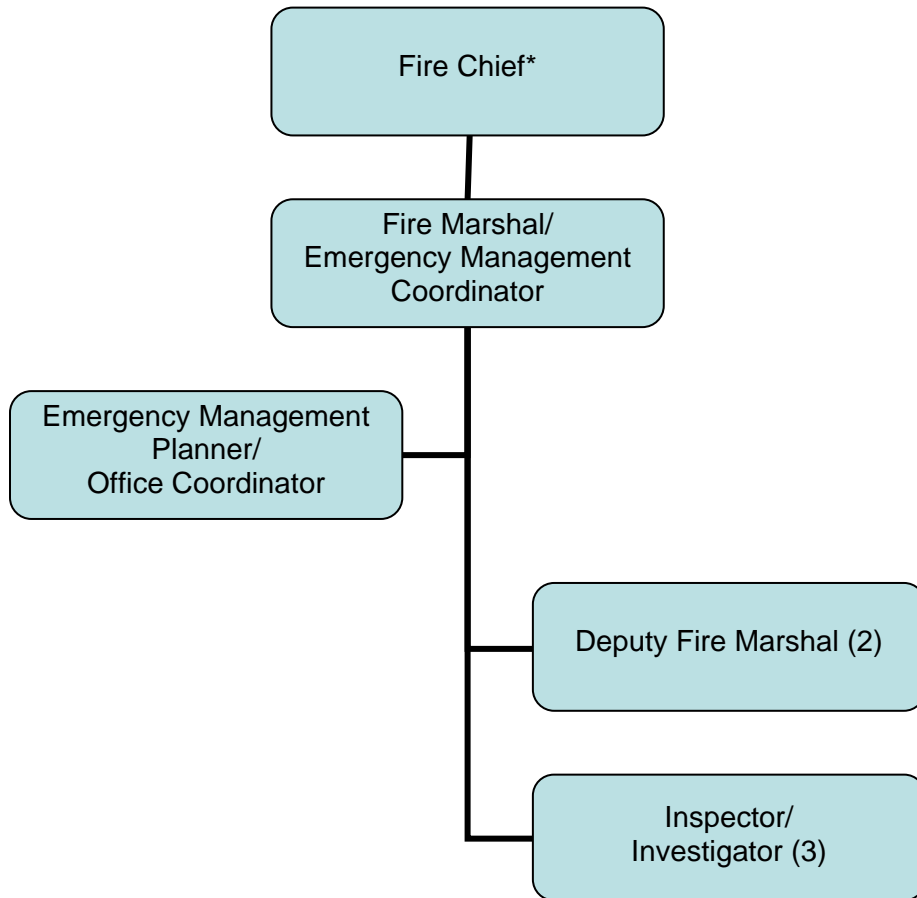 Fire Chief*
Fire Marshal/
Emergency Management
Coordinator
Emergency Management
Planner/
Office Coordinator
Deputy Fire Marshal (2)
Inspector/
Investigator (3)